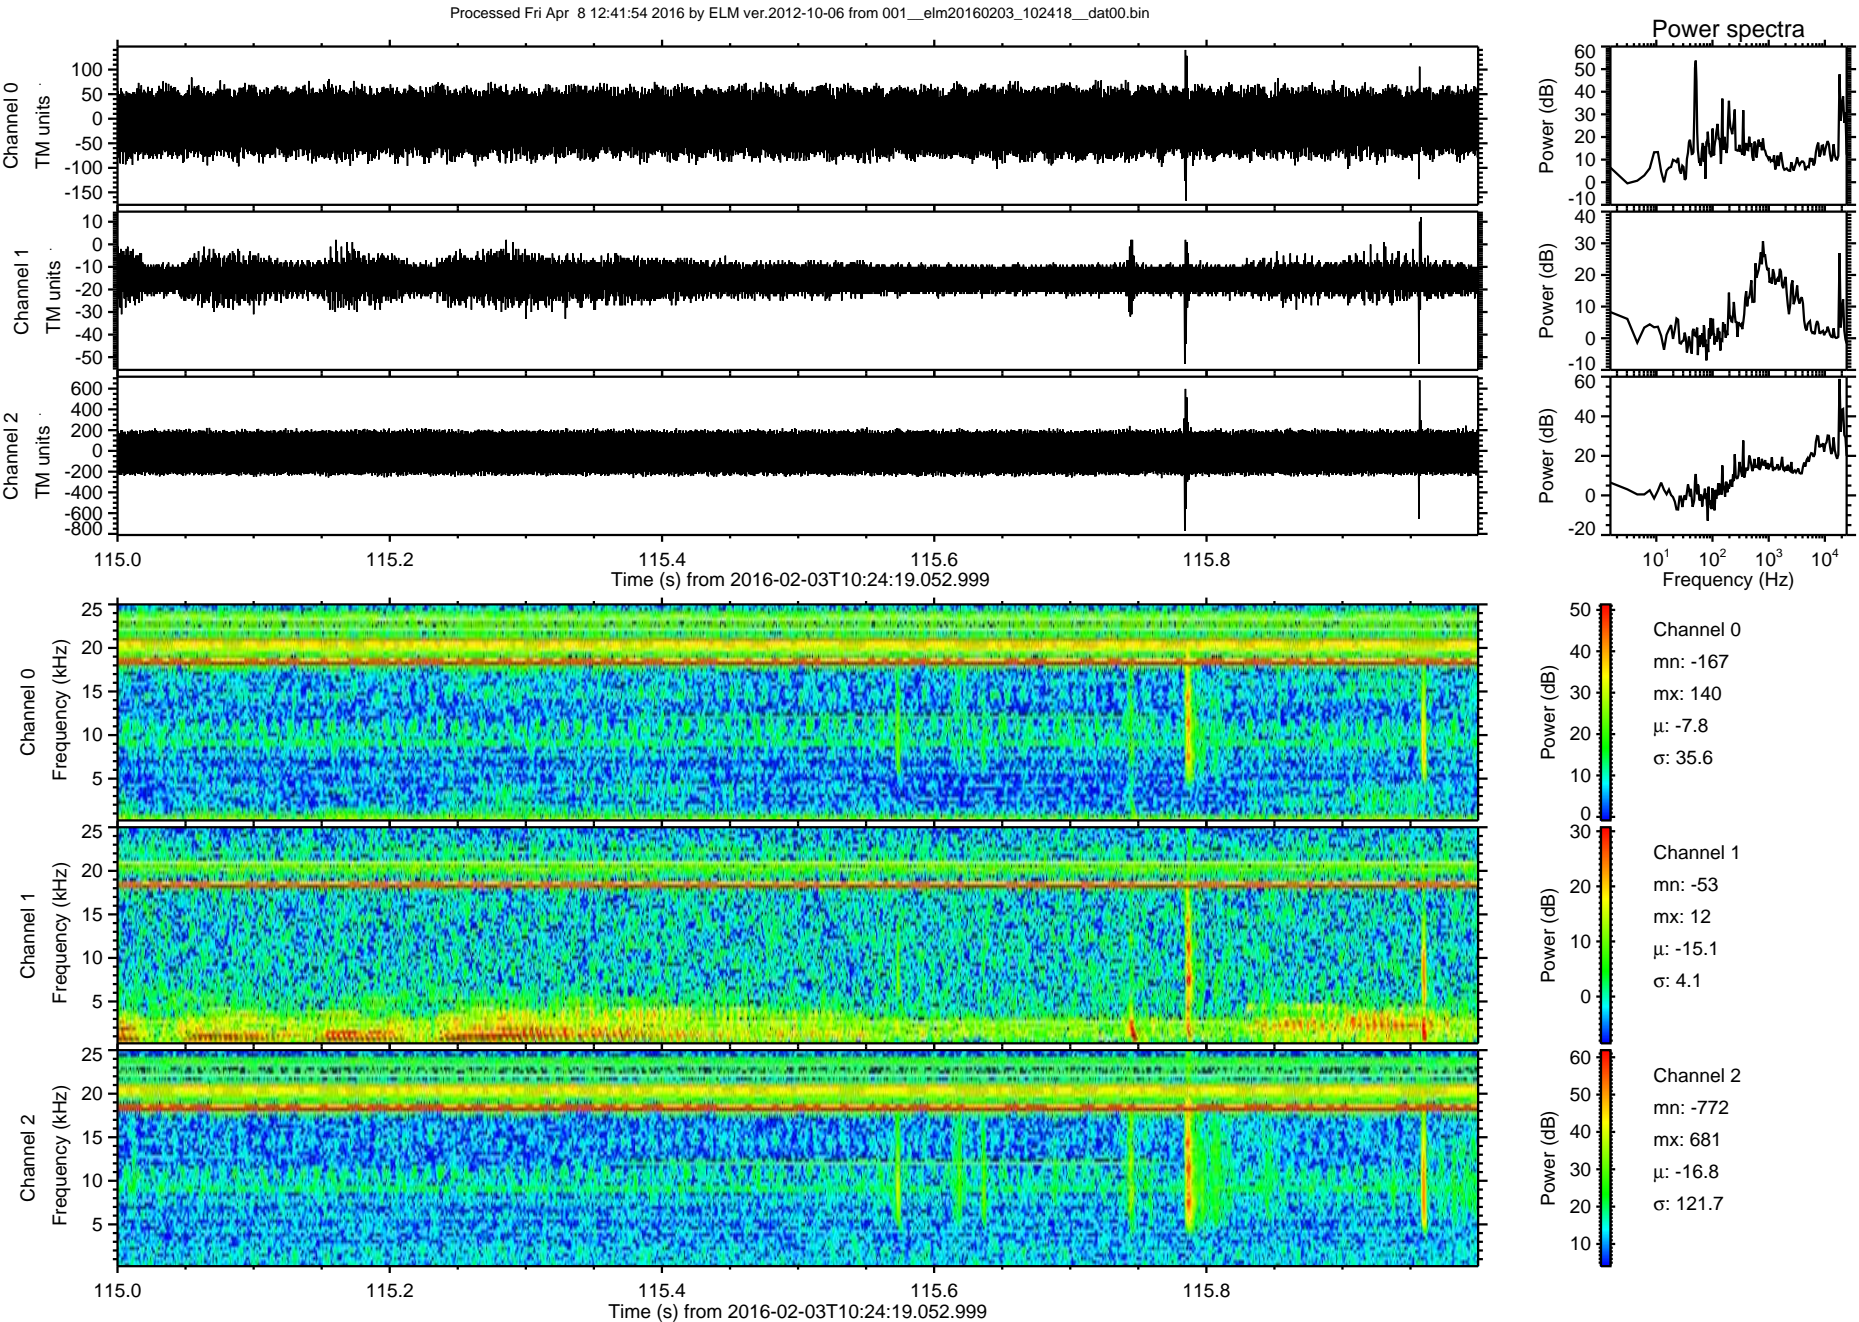 Processed Fri Apr  8 12:41:54 2016 by ELM ver.2012-10-06 from 001__elm20160203_102418__dat00.bin
Power spectra
Channel 0
TM units
100
50
0
-50
-100
-150
Power (dB)
60
50
40
30
20
10
0
-10
Channel 1
TM units
10
0
-10
-20
-30
-40
-50
Power (dB)
40
30
20
10
0
-10
Channel 2
TM units
600
400
200
0
-200
-400
-600
-800
Power (dB)
60
40
20
0
-20
115.0 115.2 115.4 115.6 115.8
Time (s) from 2016-02-03T10:24:19.052.999
10¹ 10² 10³ 10⁴
Frequency (Hz)
Channel 0
Frequency (kHz)
25
20
15
10
5
Power (dB)
50
40
30
20
10
0
Channel 0
mn: -167
mx: 140
μ: -7.8
σ: 35.6
Channel 1
Frequency (kHz)
25
20
15
10
5
Power (dB)
30
20
10
0
Channel 1
mn: -53
mx: 12
μ: -15.1
σ: 4.1
Channel 2
Frequency (kHz)
25
20
15
10
5
Power (dB)
60
50
40
30
20
10
Channel 2
mn: -772
mx: 681
μ: -16.8
σ: 121.7
115.0 115.2 115.4 115.6 115.8
Time (s) from 2016-02-03T10:24:19.052.999